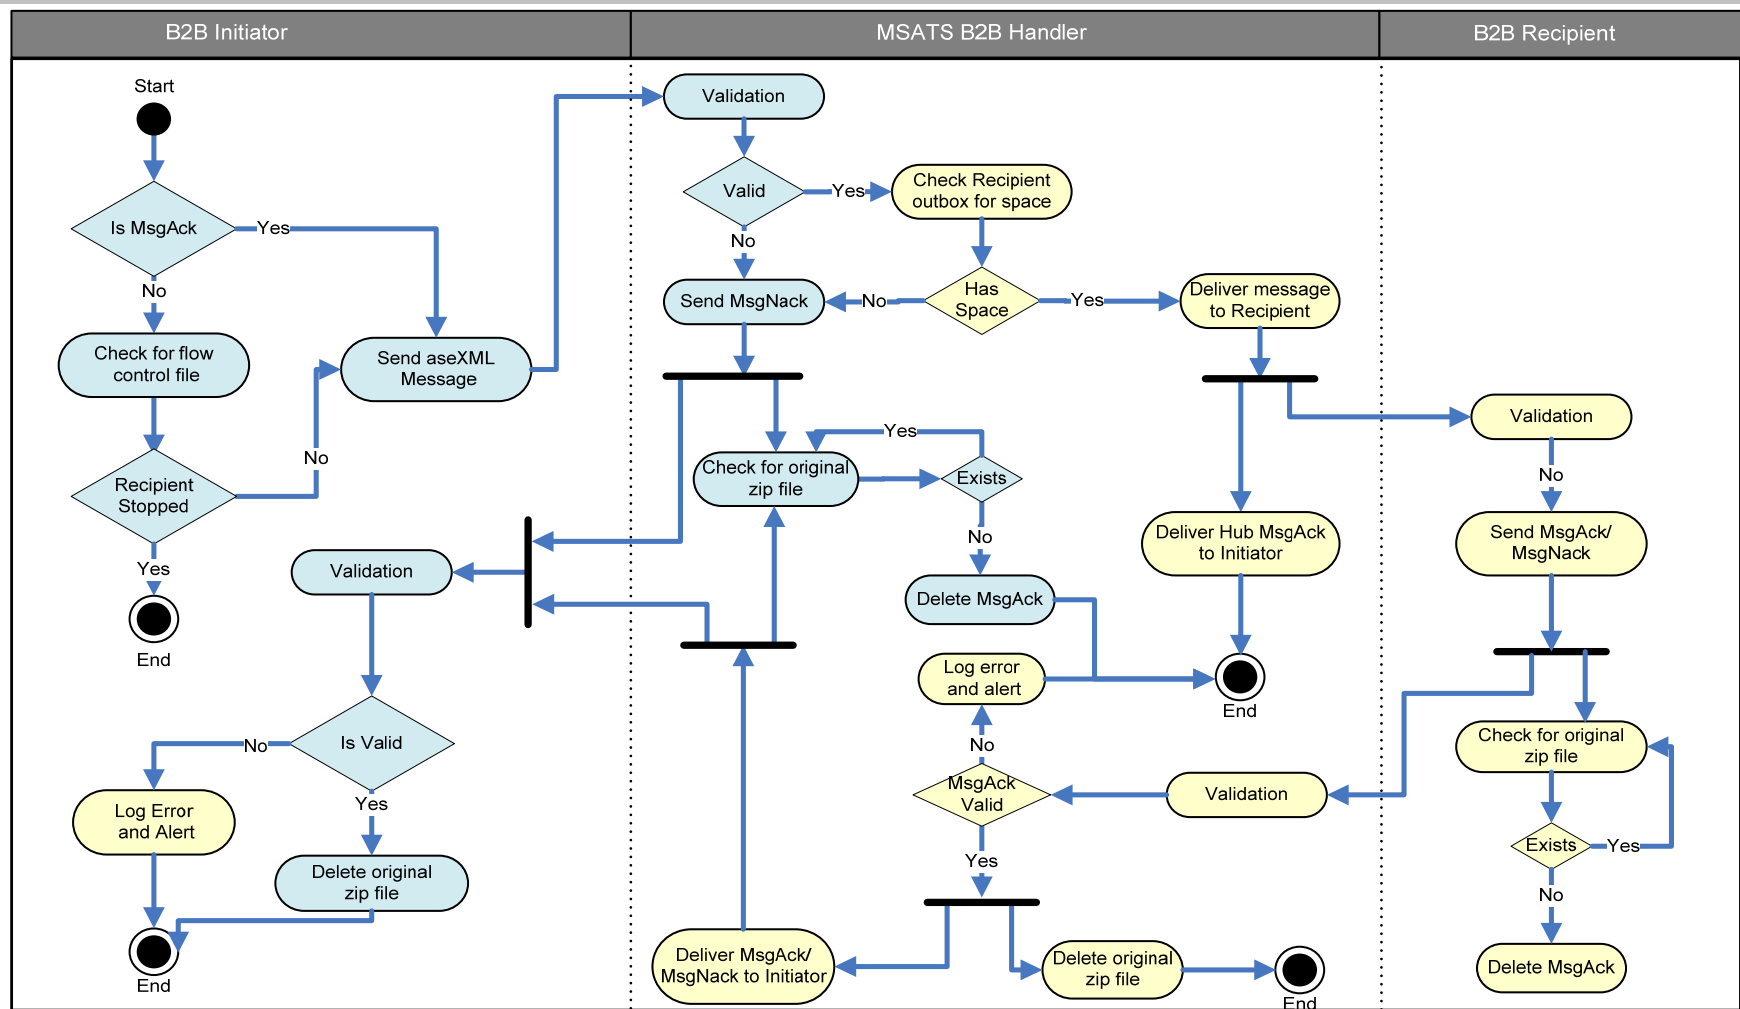 B2B Initiator
MSATS B2B Handler
B2B Recipient
Start
Is MsgAck
Yes
No
Check for flow
control file
Send aseXML
Message
No
Recipient
Stopped
Yes
End
Validation
Is Valid
No
Yes
Log Error
and Alert
Delete original
zip file
End
Validation
Valid
Yes
Check Recipient
outbox for space
No
Send MsgNack
No
Has
Space
Yes
Deliver message
to Recipient
Yes
Check for original
zip file
Exists
No
Delete MsgAck
Deliver Hub MsgAck
to Initiator
Log error
and alert
End
No
MsgAck
Valid
Validation
Yes
Deliver MsgAck/
MsgNack to Initiator
Delete original
zip file
End
Validation
No
Send MsgAck/
MsgNack
Check for original
zip file
Exists
Yes
No
Delete MsgAck